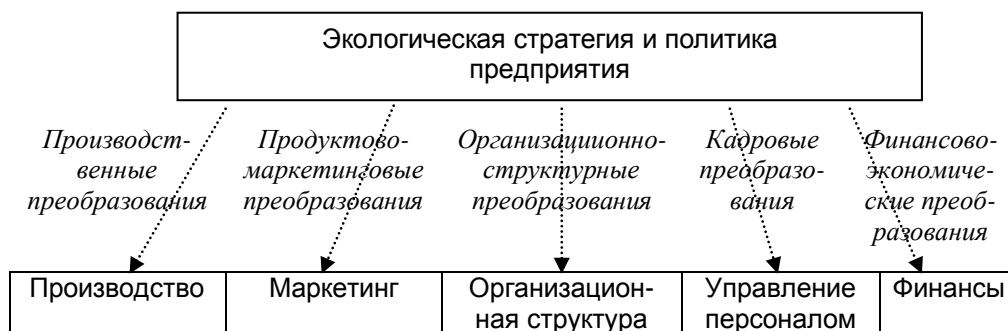 Экологическая стратегия и политика
предприятия
Производст-
венные
преобразования
Продуктово-
маркетинговые
преобразования
Организациионно-
структурные
преобразования
Кадровые
преобразо-
вания
Финансово-
экономиче-
ские преоб-
разования
Производство
Маркетинг
Организацион-
ная структура
Управление
персоналом
Финансы